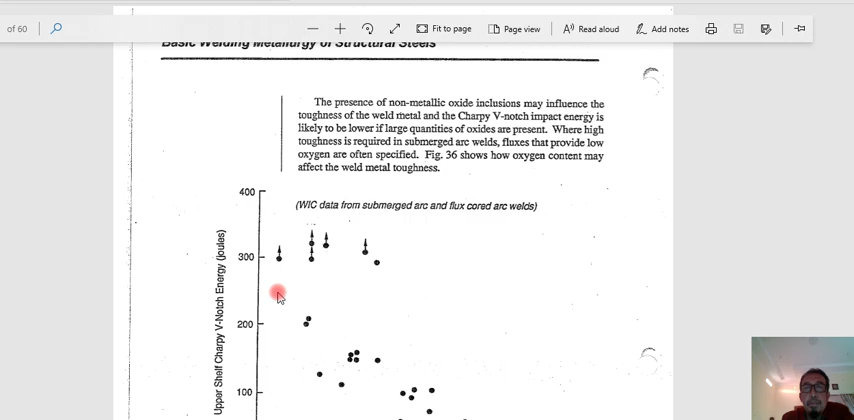 of 60 Fit to page Page view Read aloud Add notes
Basic Welding Metallurgy of Structural Steels
The presence of non-metallic oxide inclusions may influence the
toughness of the weld metal and the Charpy V-notch impact energy is
likely to be lower if large quantities of oxides are present. Where high
toughness is required in submerged arc welds, fluxes that provide low
oxygen are often specified. Fig. 36 shows how oxygen content may
affect the weld metal toughness.
400
(WIC data from submerged arc and flux cored arc welds)
300
200
100
Upper Shelf Charpy V-Notch Energy (joules)